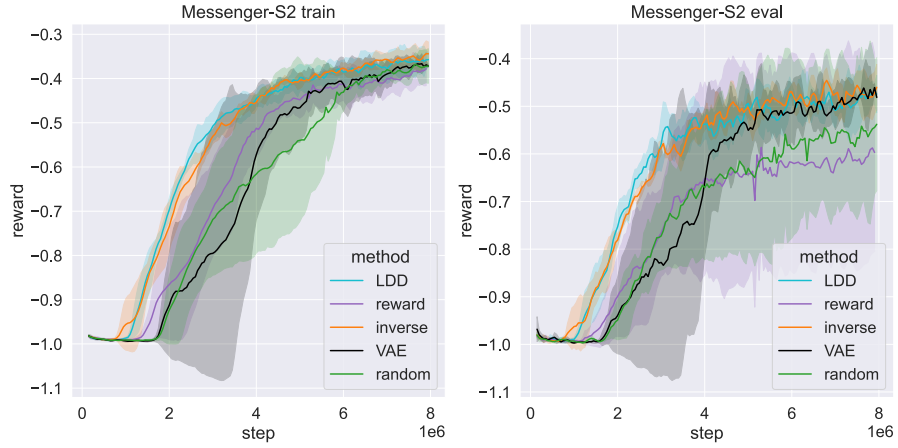 Messenger-S2 train
−0.3
−0.4
−0.5
−0.6
−0.7
−0.8
−0.9
−1.0
−1.1
reward
0 2 4 6 8
step
1e6
method
LDD
reward
inverse
VAE
random
Messenger-S2 eval
−0.4
−0.5
−0.6
−0.7
−0.8
−0.9
−1.0
−1.1
reward
0 2 4 6 8
step
1e6
method
LDD
reward
inverse
VAE
random